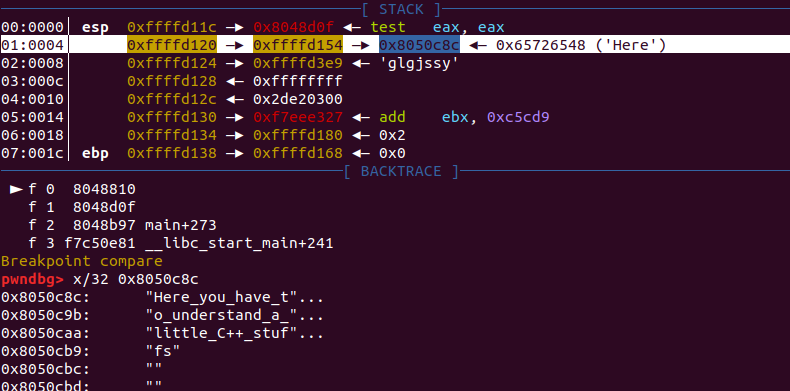 [ STACK ]
00:0000│ esp 0xffffd11c —▸ 0x8048d0f ◂— test eax, eax
01:0004│ 0xffffd120 —▸ 0xffffd154 —▸ 0x8050c8c ◂— 0x65726548 ('Here')
02:0008│ 0xffffd124 —▸ 0xffffd3e9 ◂— 'glgjssy'
03:000c│ 0xffffd128 ◂— 0xffffffff
04:0010│ 0xffffd12c ◂— 0x2de20300
05:0014│ 0xffffd130 —▸ 0xf7eee327 ◂— add ebx, 0xc5cd9
06:0018│ 0xffffd134 —▸ 0xffffd180 ◂— 0x2
07:001c│ ebp 0xffffd138 —▸ 0xffffd168 ◂— 0x0
[ BACKTRACE ]
► f 0 8048810
f 1 8048d0f
f 2 8048b97 main+273
f 3 f7c50e81 __libc_start_main+241
Breakpoint compare
pwndbg> x/32 0x8050c8c
0x8050c8c: "Here_you_have_t"...
0x8050c9b: "o_understand_a_"...
0x8050caa: "little_C++_stuf"...
0x8050cb9: "fs"
0x8050cbc: ""
0x8050cbd: ""